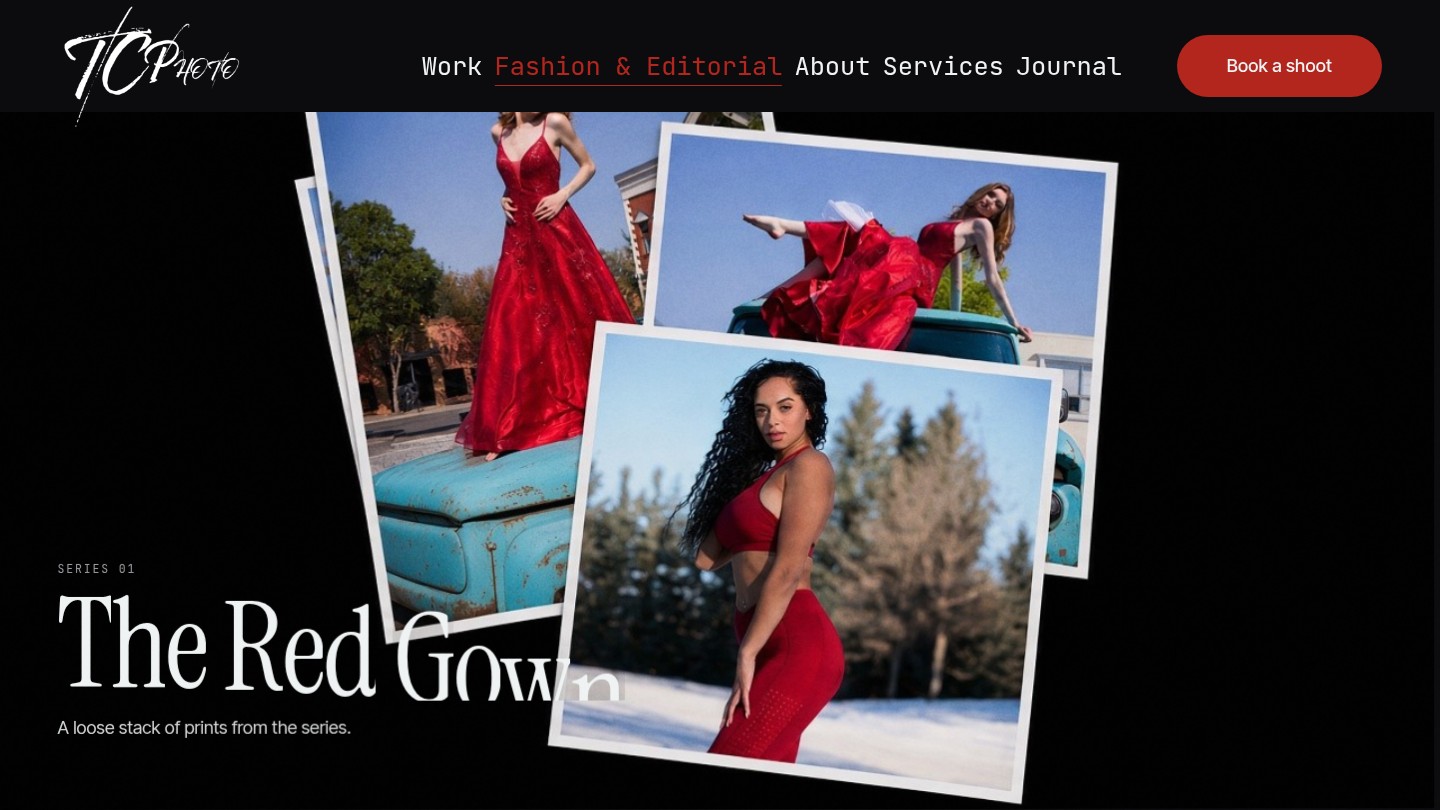 TCPHOTO
Work Fashion & Editorial About Services Journal
Book a shoot
SERIES 01
The Red Gown
A loose stack of prints from the series.